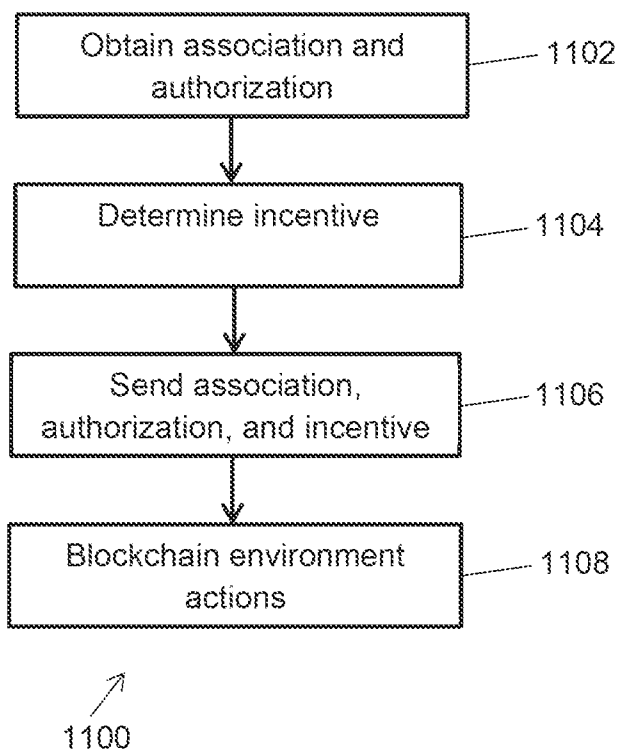 Obtain association and
authorization
1102
Determine incentive
1104
Send association,
authorization, and incentive
1106
Blockchain environment
actions
1108
1100